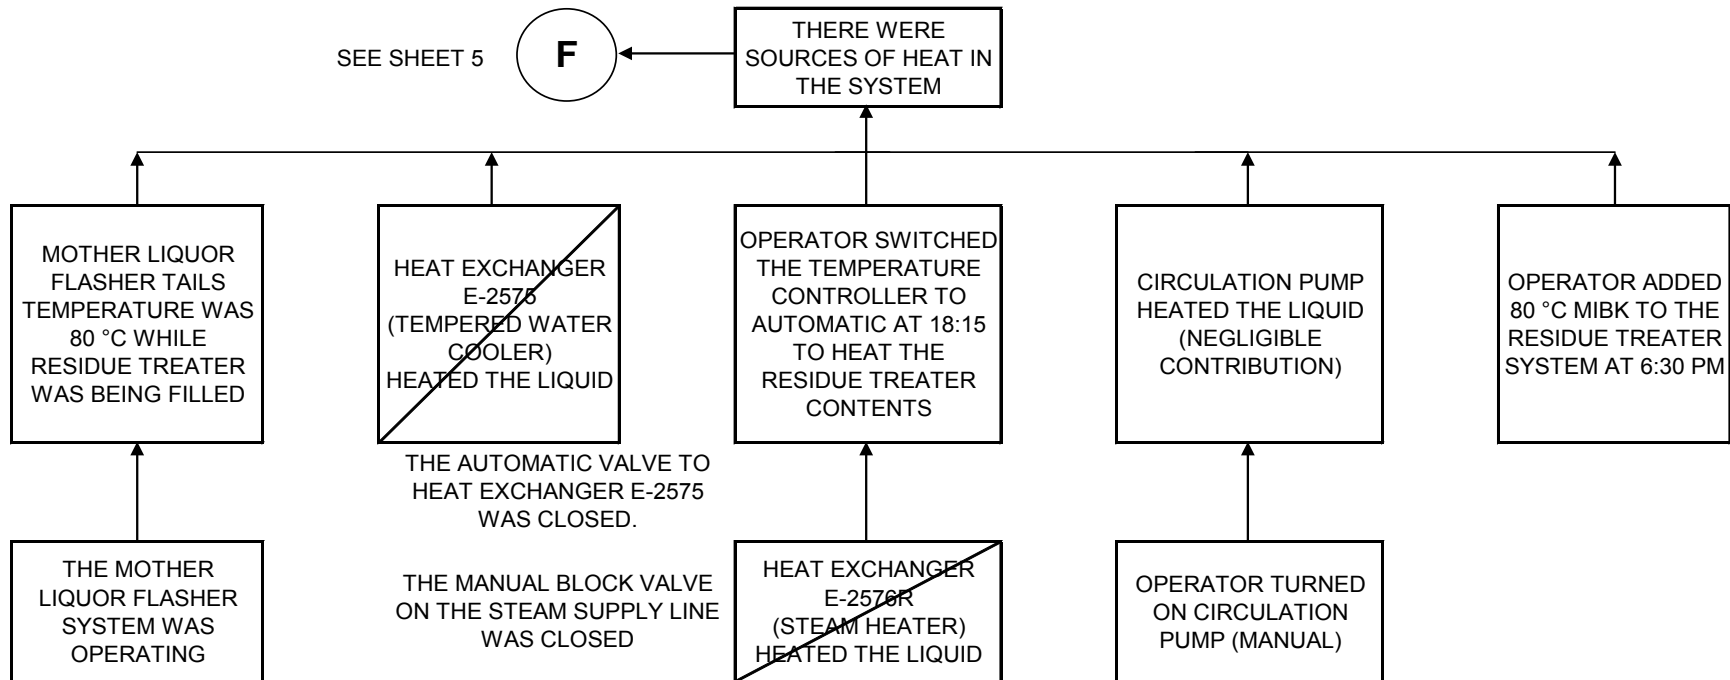 SEE SHEET 5
F
THERE WERE
SOURCES OF HEAT IN
THE SYSTEM
MOTHER LIQUOR
FLASHER TAILS
TEMPERATURE WAS
80 °C WHILE
RESIDUE TREATER
WAS BEING FILLED
HEAT EXCHANGER
E-2575
(TEMPERED WATER
COOLER)
HEATED THE LIQUID
OPERATOR SWITCHED
THE TEMPERATURE
CONTROLLER TO
AUTOMATIC AT 18:15
TO HEAT THE
RESIDUE TREATER
CONTENTS
CIRCULATION PUMP
HEATED THE LIQUID
(NEGLIGIBLE
CONTRIBUTION)
OPERATOR ADDED
80 °C MIBK TO THE
RESIDUE TREATER
SYSTEM AT 6:30 PM
THE AUTOMATIC VALVE TO
HEAT EXCHANGER E-2575
WAS CLOSED.
THE MOTHER
LIQUOR FLASHER
SYSTEM WAS
OPERATING
THE MANUAL BLOCK VALVE
ON THE STEAM SUPPLY LINE
WAS CLOSED
HEAT EXCHANGER
E-2576R
(STEAM HEATER)
HEATED THE LIQUID
OPERATOR TURNED
ON CIRCULATION
PUMP (MANUAL)